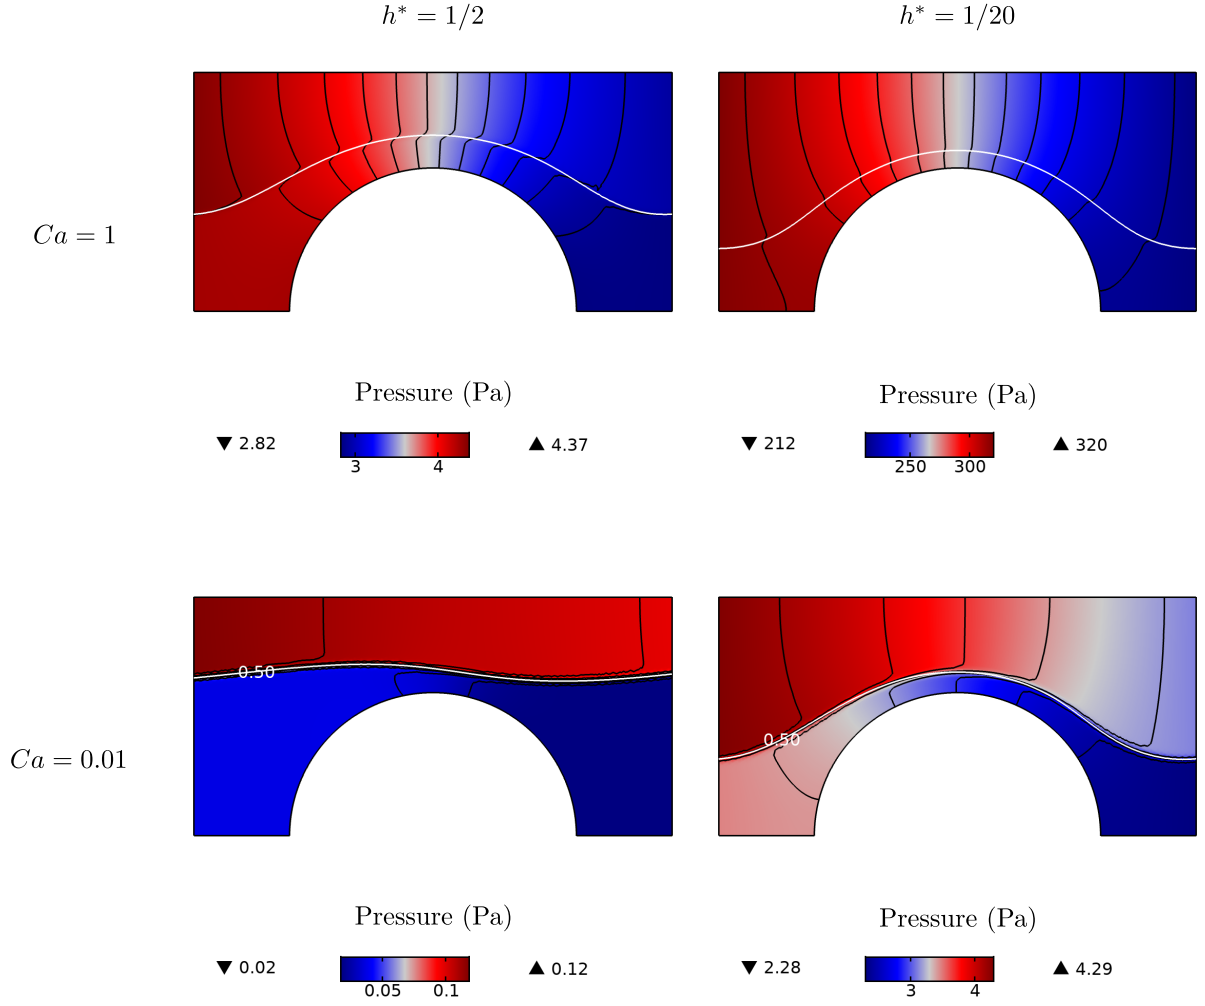 h* = 1/2
h* = 1/20
Ca = 1
Pressure (Pa)
Pressure (Pa)
▼ 2.82
▲ 4.37
▼ 212
▲ 320
3 4
250 300
0.50
0.50
Ca = 0.01
Pressure (Pa)
Pressure (Pa)
▼ 0.02
▲ 0.12
▼ 2.28
▲ 4.29
0.05 0.1
3 4